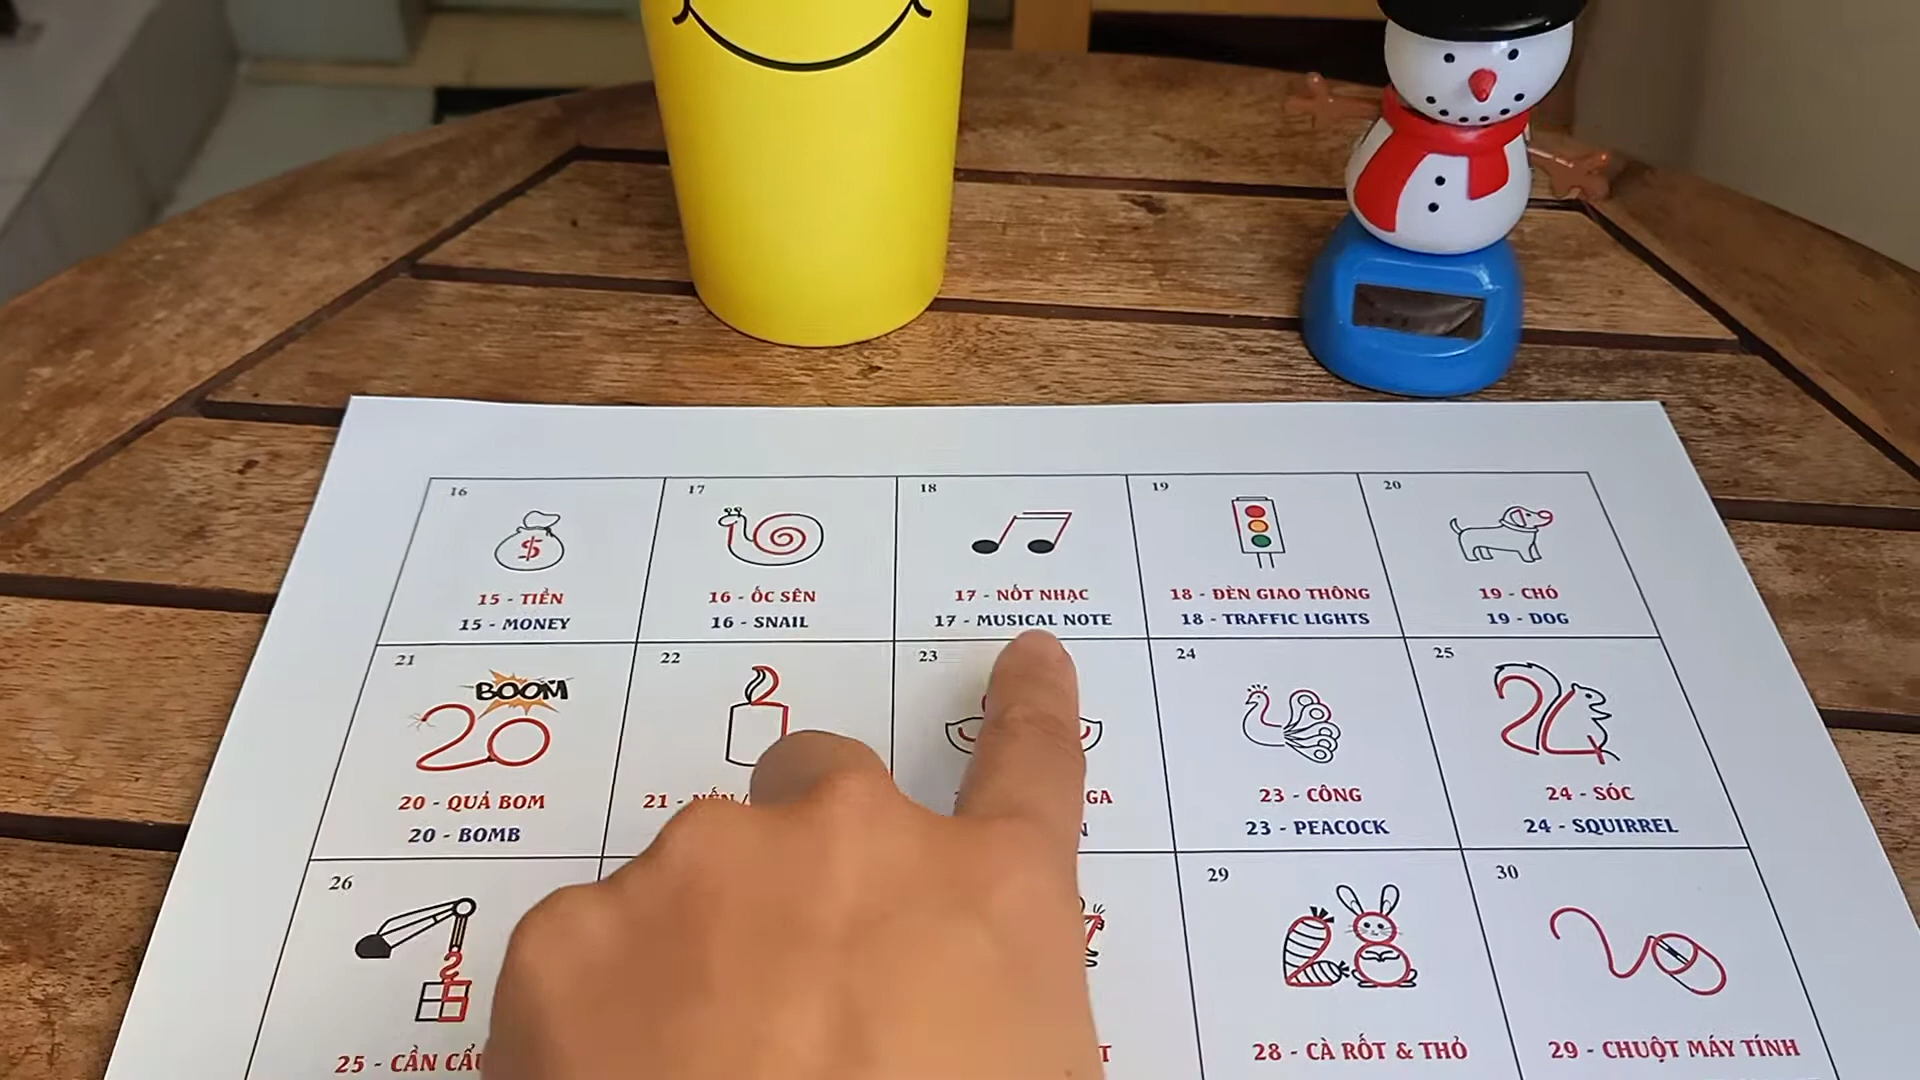 16
17
18
19
20
$
15 - TIỀN
15 - MONEY
16 - ỐC SÊN
16 - SNAIL
17 - NỐT NHẠC
17 - MUSICAL NOTE
18 - ĐÈN GIAO THÔNG
18 - TRAFFIC LIGHTS
19 - CHÓ
19 - DOG
21
22
23
24
25
BOOM
20
20 - QUẢ BOM
20 - BOMB
21 - NẾN
GA
23 - CÔNG
23 - PEACOCK
24 - SÓC
24 - SQUIRREL
26
29
30
25 - CẦN CẨU
28 - CÀ RỐT & THỎ
29 - CHUỘT MÁY TÍNH